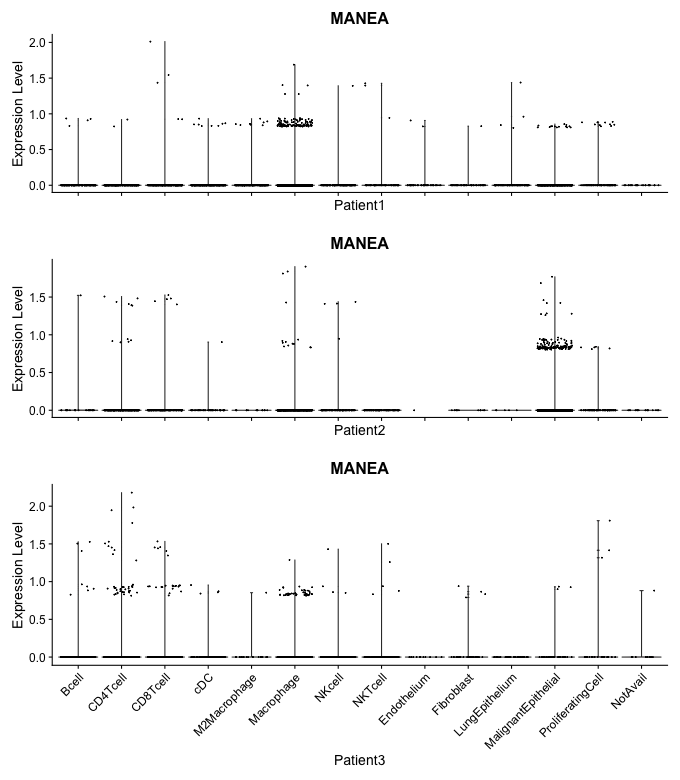 MANEA
Expression Level
2.0
1.5
1.0
0.5
0.0
Patient1
MANEA
Expression Level
1.5
1.0
0.5
0.0
Patient2
MANEA
Expression Level
2.0
1.5
1.0
0.5
0.0
Bcell
CD4Tcell
CD8Tcell
cDC
M2Macrophage
Macrophage
NKcell
NKTcell
Endothelium
Fibroblast
LungEpithelium
MalignantEpithelial
ProliferatingCell
NotAvail
Patient3